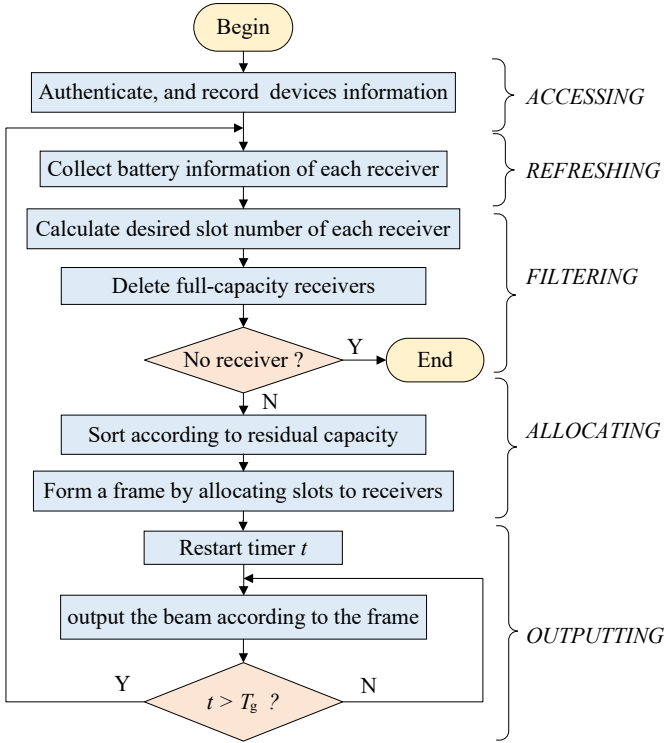 Begin
Authenticate, and record devices information
ACCESSING
Collect battery information of each receiver
REFRESHING
Calculate desired slot number of each receiver
Delete full-capacity receivers
FILTERING
No receiver ?
Y
End
N
Sort according to residual capacity
ALLOCATING
Form a frame by allocating slots to receivers
Restart timer t
output the beam according to the frame
OUTPUTTING
Y
t > Tg ?
N